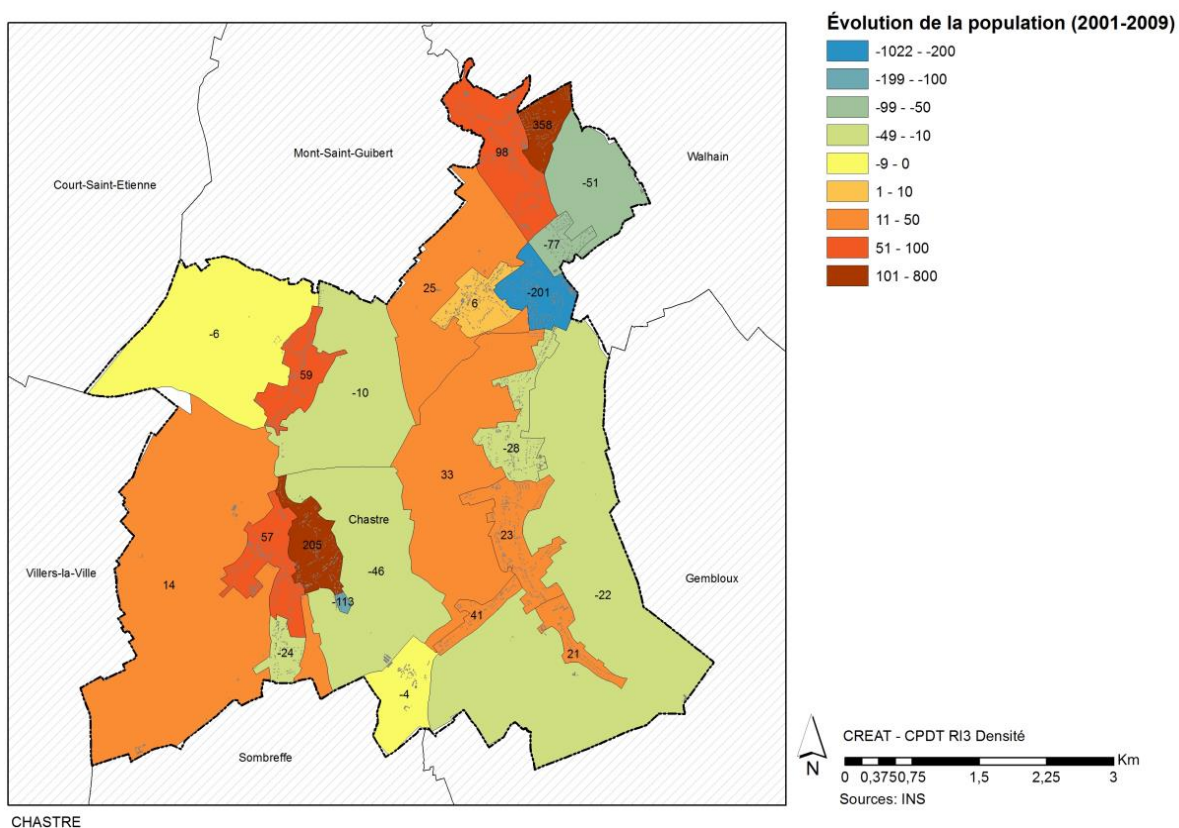 Évolution de la population (2001-2009)
-1022 - -200
-199 - -100
-99 - -50
-49 - -10
-9 - 0
1 - 10
11 - 50
51 - 100
101 - 800
Mont-Saint-Guibert
Court-Saint-Etienne
Walhain
358
98
-51
-77
25
6
-201
-6
59
-10
-28
33
Chastre
57
205
23
-46
Villers-la-Ville
14
Gembloux
-113
-22
41
-24
21
-4
Sombreffe
N
CREAT - CPDT RI3 Densité
Km
0 0,375 0,75 1,5 2,25 3
Sources: INS
CHASTRE